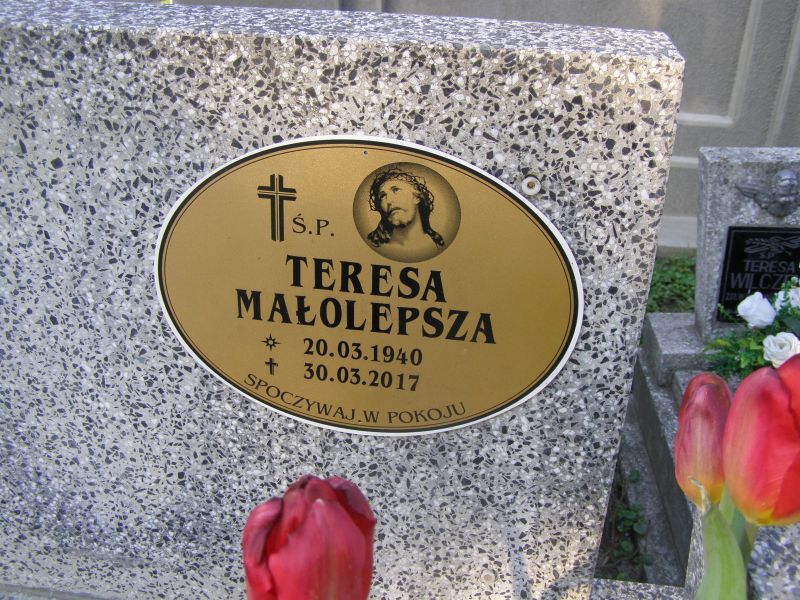 Ś.P.
TERESA
MAŁOLEPSZA
20.03.1940
30.03.2017
SPOCZYWAJ W POKOJU
Ś.P.
TERESA